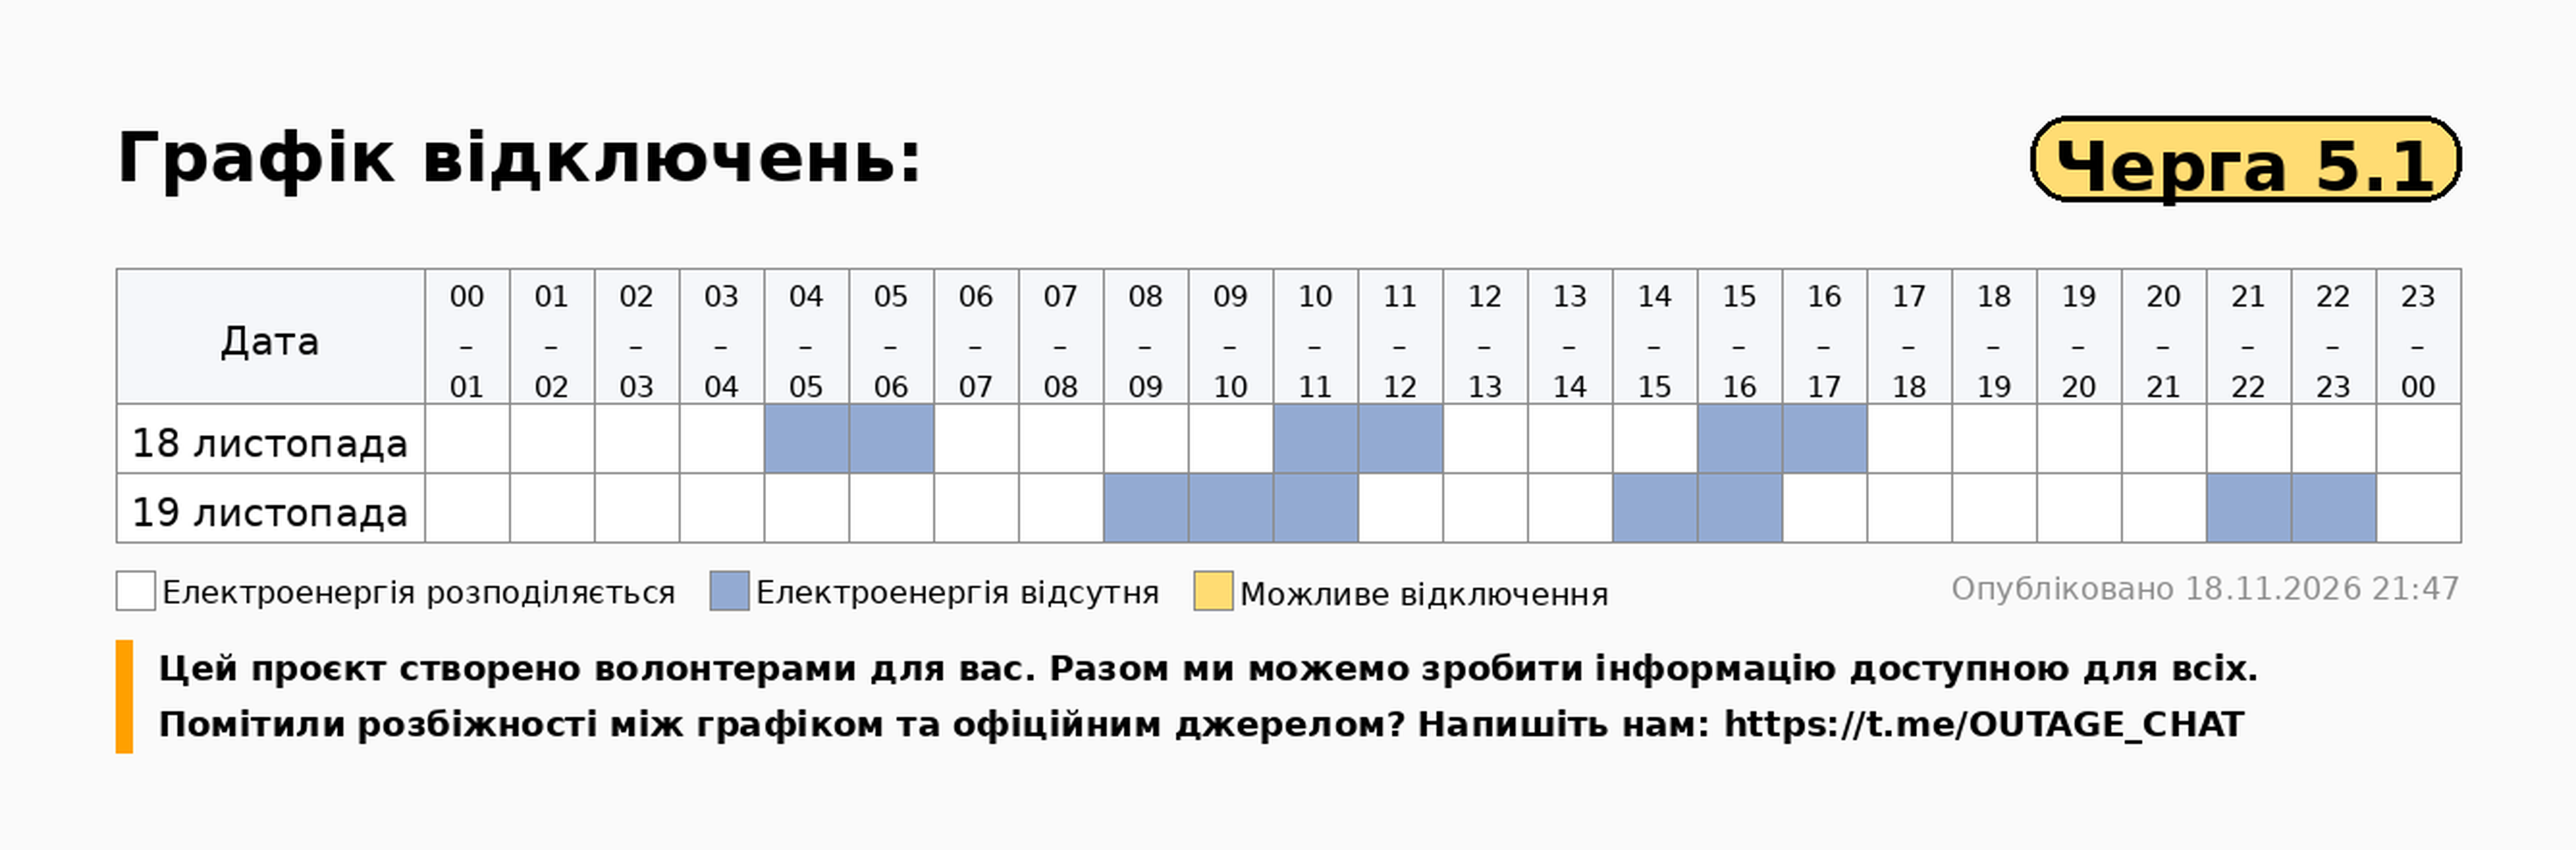 Графік відключень:
Черга 5.1
Дата 00 – 01 01 – 02 02 – 03 03 – 04 04 – 05 05 – 06 06 – 07 07 – 08 08 – 09 09 – 10 10 – 11 11 – 12 12 – 13 13 – 14 14 – 15 15 – 16 16 – 17 17 – 18 18 – 19 19 – 20 20 – 21 21 – 22 22 – 23 23 – 00
18 листопада
19 листопада
Електроенергія розподіляється Електроенергія відсутня Можливе відключення Опубліковано 18.11.2026 21:47
Цей проєкт створено волонтерами для вас. Разом ми можемо зробити інформацію доступною для всіх.
Помітили розбіжності між графіком та офіційним джерелом? Напишіть нам: https://t.me/OUTAGE_CHAT